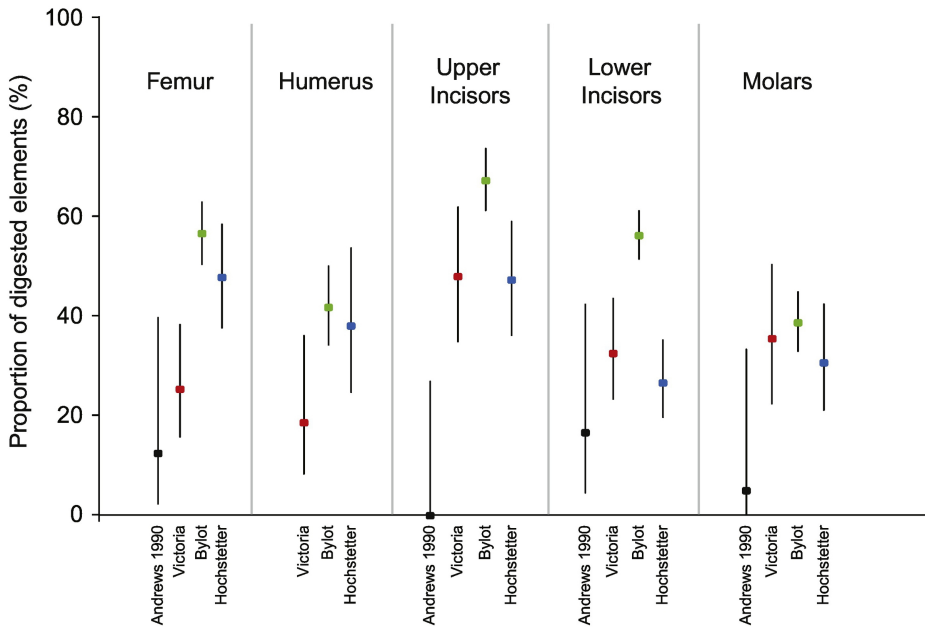 Proportion of digested elements (%)
100
80
60
40
20
0
Femur
Humerus
Upper
Incisors
Lower
Incisors
Molars
Andrews 1990
Victoria
Bylot
Hochstetter
Victoria
Bylot
Hochstetter
Andrews 1990
Victoria
Bylot
Hochstetter
Andrews 1990
Victoria
Bylot
Hochstetter
Andrews 1990
Victoria
Bylot
Hochstetter